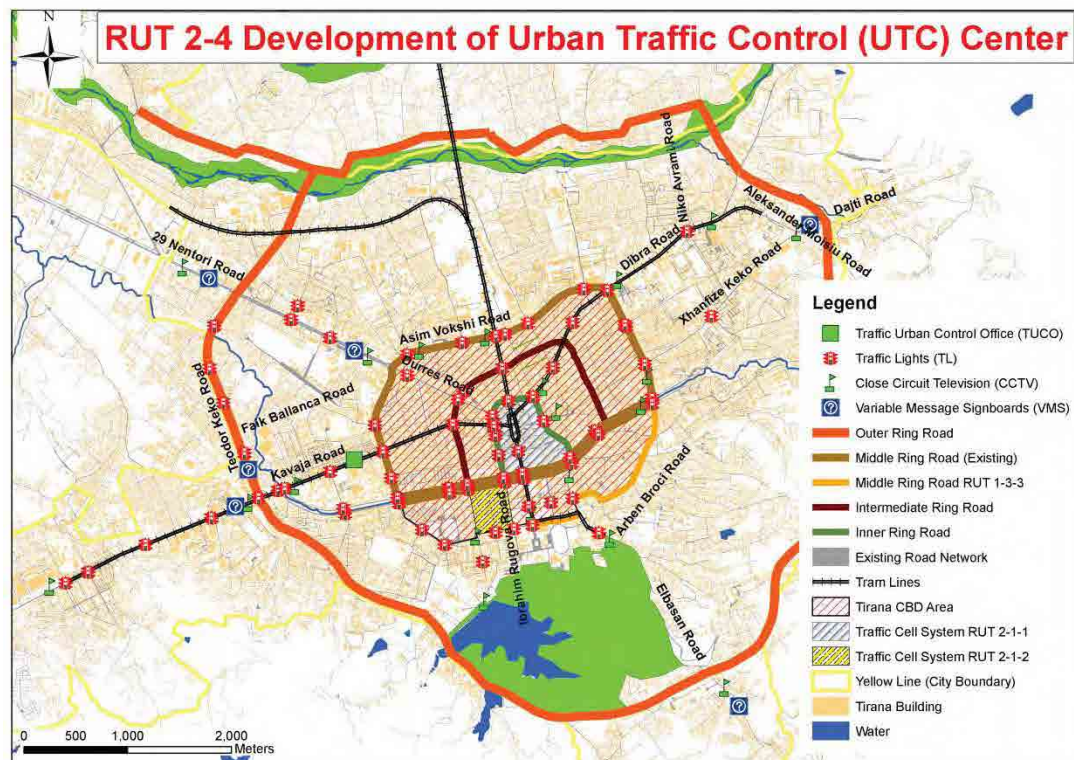 N
RUT 2-4 Development of Urban Traffic Control (UTC) Center
Niko Avrami Road
Dajti Road
Aleksander Moisiu Road
29 Nentori Road
Dibra Road
Xhanfize Keko Road
Asim Vokshi Road
Durres Road
Teodor Keko Road
Faik Ballanca Road
Kavaja Road
Arben Broci Road
Ibrahim Rugova Road
Elbasan Road
Legend
Traffic Urban Control Office (TUCO)
Traffic Lights (TL)
Close Circuit Television (CCTV)
Variable Message Signboards (VMS)
Outer Ring Road
Middle Ring Road (Existing)
Middle Ring Road RUT 1-3-3
Intermediate Ring Road
Inner Ring Road
Existing Road Network
Tram Lines
Tirana CBD Area
Traffic Cell System RUT 2-1-1
Traffic Cell System RUT 2-1-2
Yellow Line (City Boundary)
Tirana Building
Water
0 500 1,000 2,000
Meters